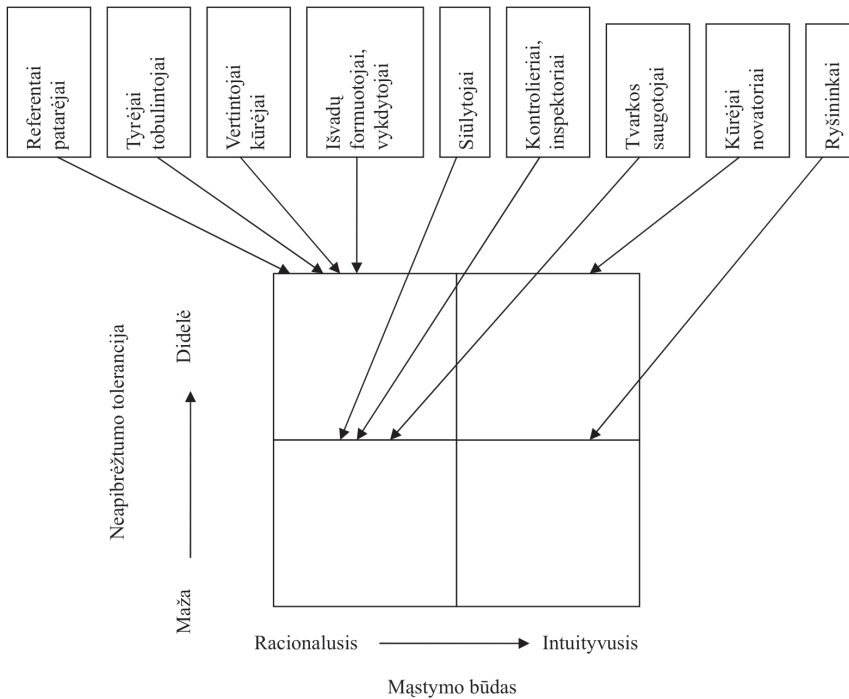 Referentai
patarėjai
Tyrėjai
tobulintojai
Vertintojai
kūrėjai
Išvadų
formuotojai,
vykdytojai
Siūlytojai
Kontrolieriai,
inspektoriai
Tvarkos
saugotojai
Kūrėjai
novatoriai
Ryšininkai
Neapibrėžtumo tolerancija
Didelė
Maža
Racionalusis
Intuityvusis
Mąstymo būdas